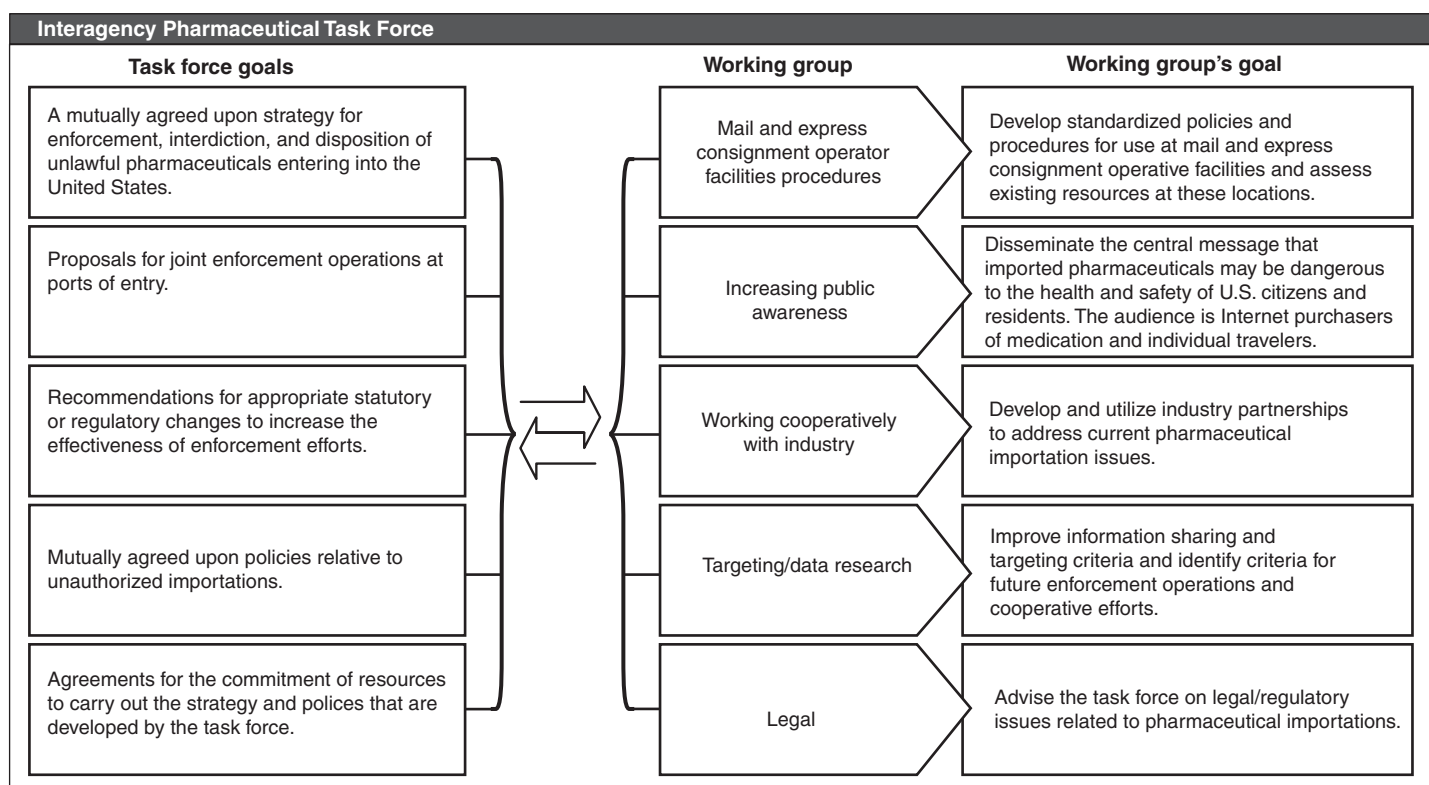 Interagency Pharmaceutical Task Force
Task force goals
Working group
Working group's goal
A mutually agreed upon strategy for
enforcement, interdiction, and disposition of
unlawful pharmaceuticals entering into the
United States.
Mail and express
consignment operator
facilities procedures
Develop standardized policies and
procedures for use at mail and express
consignment operative facilities and assess
existing resources at these locations.
Proposals for joint enforcement operations at
ports of entry.
Increasing public
awareness
Disseminate the central message that
imported pharmaceuticals may be dangerous
to the health and safety of U.S. citizens and
residents. The audience is Internet purchasers
of medication and individual travelers.
Recommendations for appropriate statutory
or regulatory changes to increase the
effectiveness of enforcement efforts.
Working cooperatively
with industry
Develop and utilize industry partnerships
to address current pharmaceutical
importation issues.
Mutually agreed upon policies relative to
unauthorized importations.
Targeting/data research
Improve information sharing and
targeting criteria and identify criteria for
future enforcement operations and
cooperative efforts.
Agreements for the commitment of resources
to carry out the strategy and polices that are
developed by the task force.
Legal
Advise the task force on legal/regulatory
issues related to pharmaceutical importations.